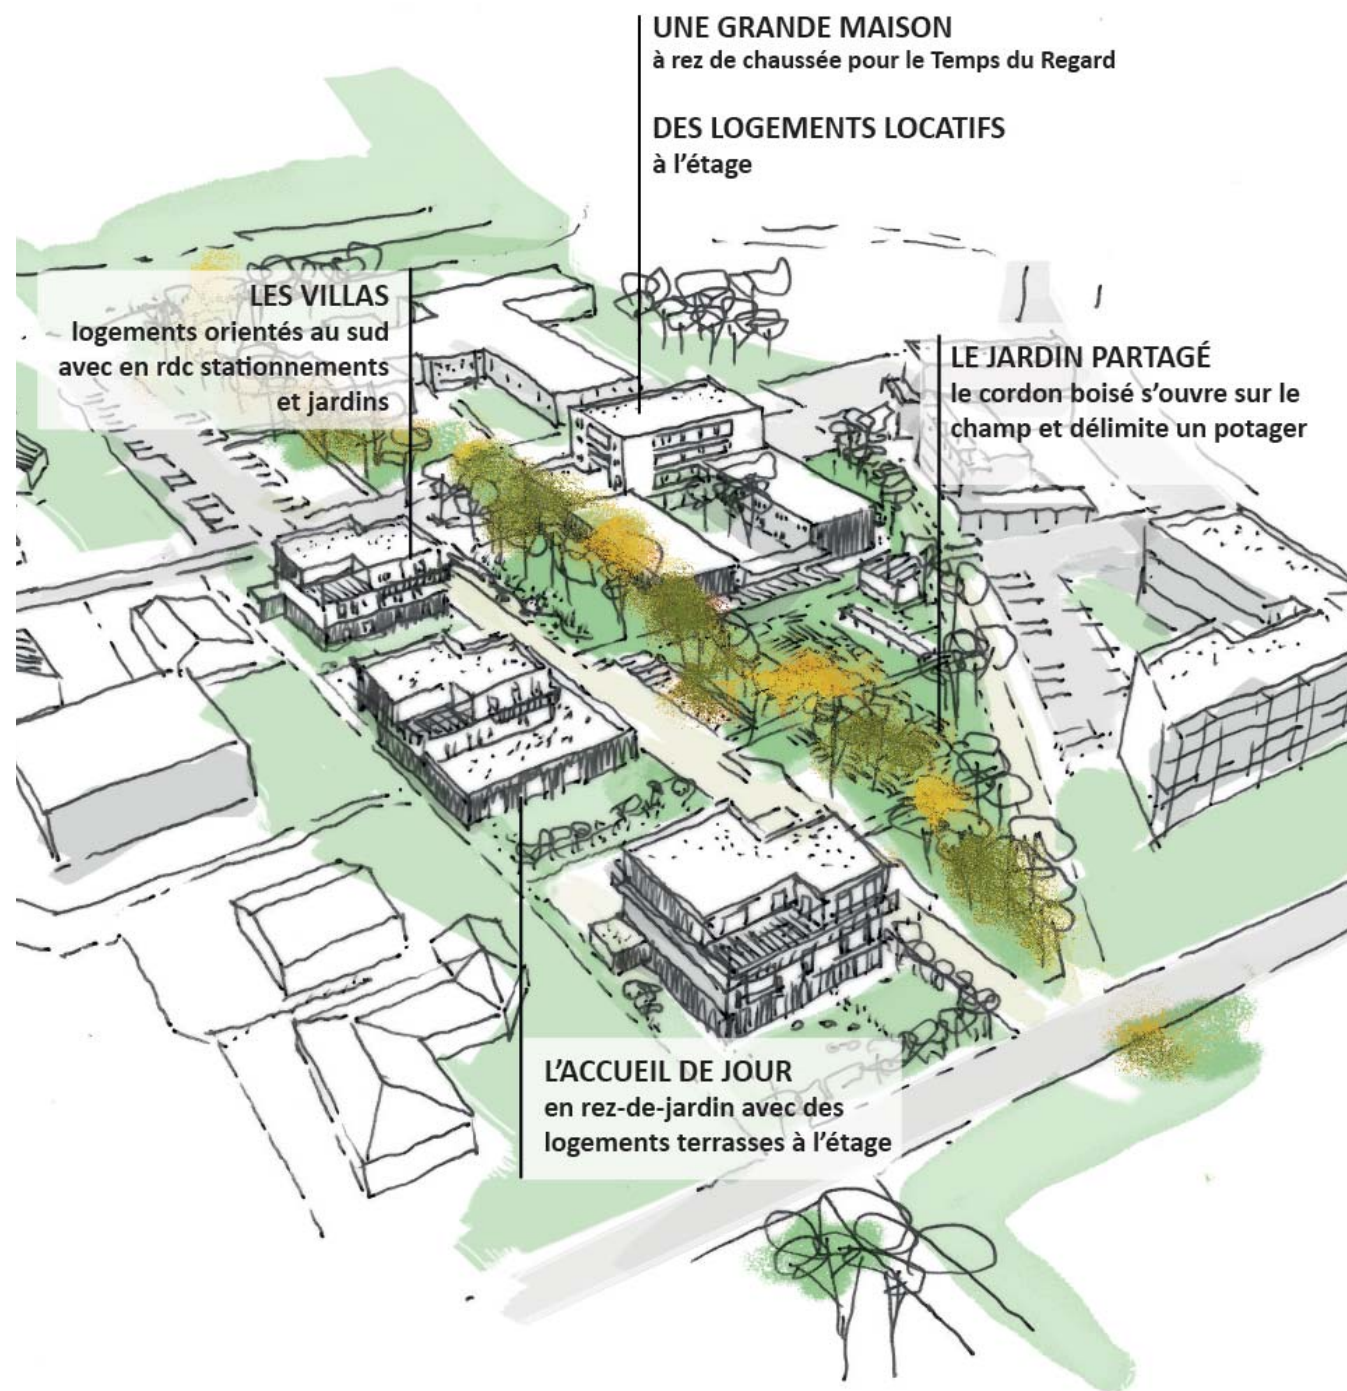 UNE GRANDE MAISON
à rez de chaussée pour le Temps du Regard
DES LOGEMENTS LOCATIFS
à l'étage
LES VILLAS
logements orientés au sud
avec en rdc stationnements
et jardins
LE JARDIN PARTAGÉ
le cordon boisé s'ouvre sur le
champ et délimite un potager
L'ACCUEIL DE JOUR
en rez-de-jardin avec des
logements terrasses à l'étage